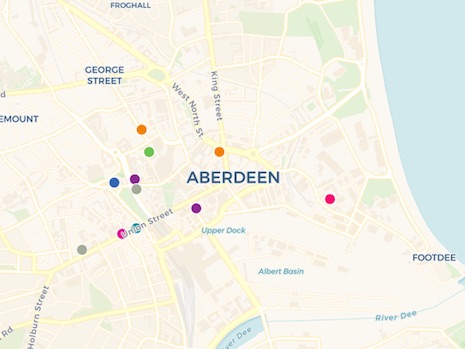 FROGHALL
GEORGE
STREET
King Street
West North St.
EMOUNT
ABERDEEN
Union Street
Upper Dock
FOOTDEE
Albert Basin
River Dee
Holburn Street
River Dee
Rd.